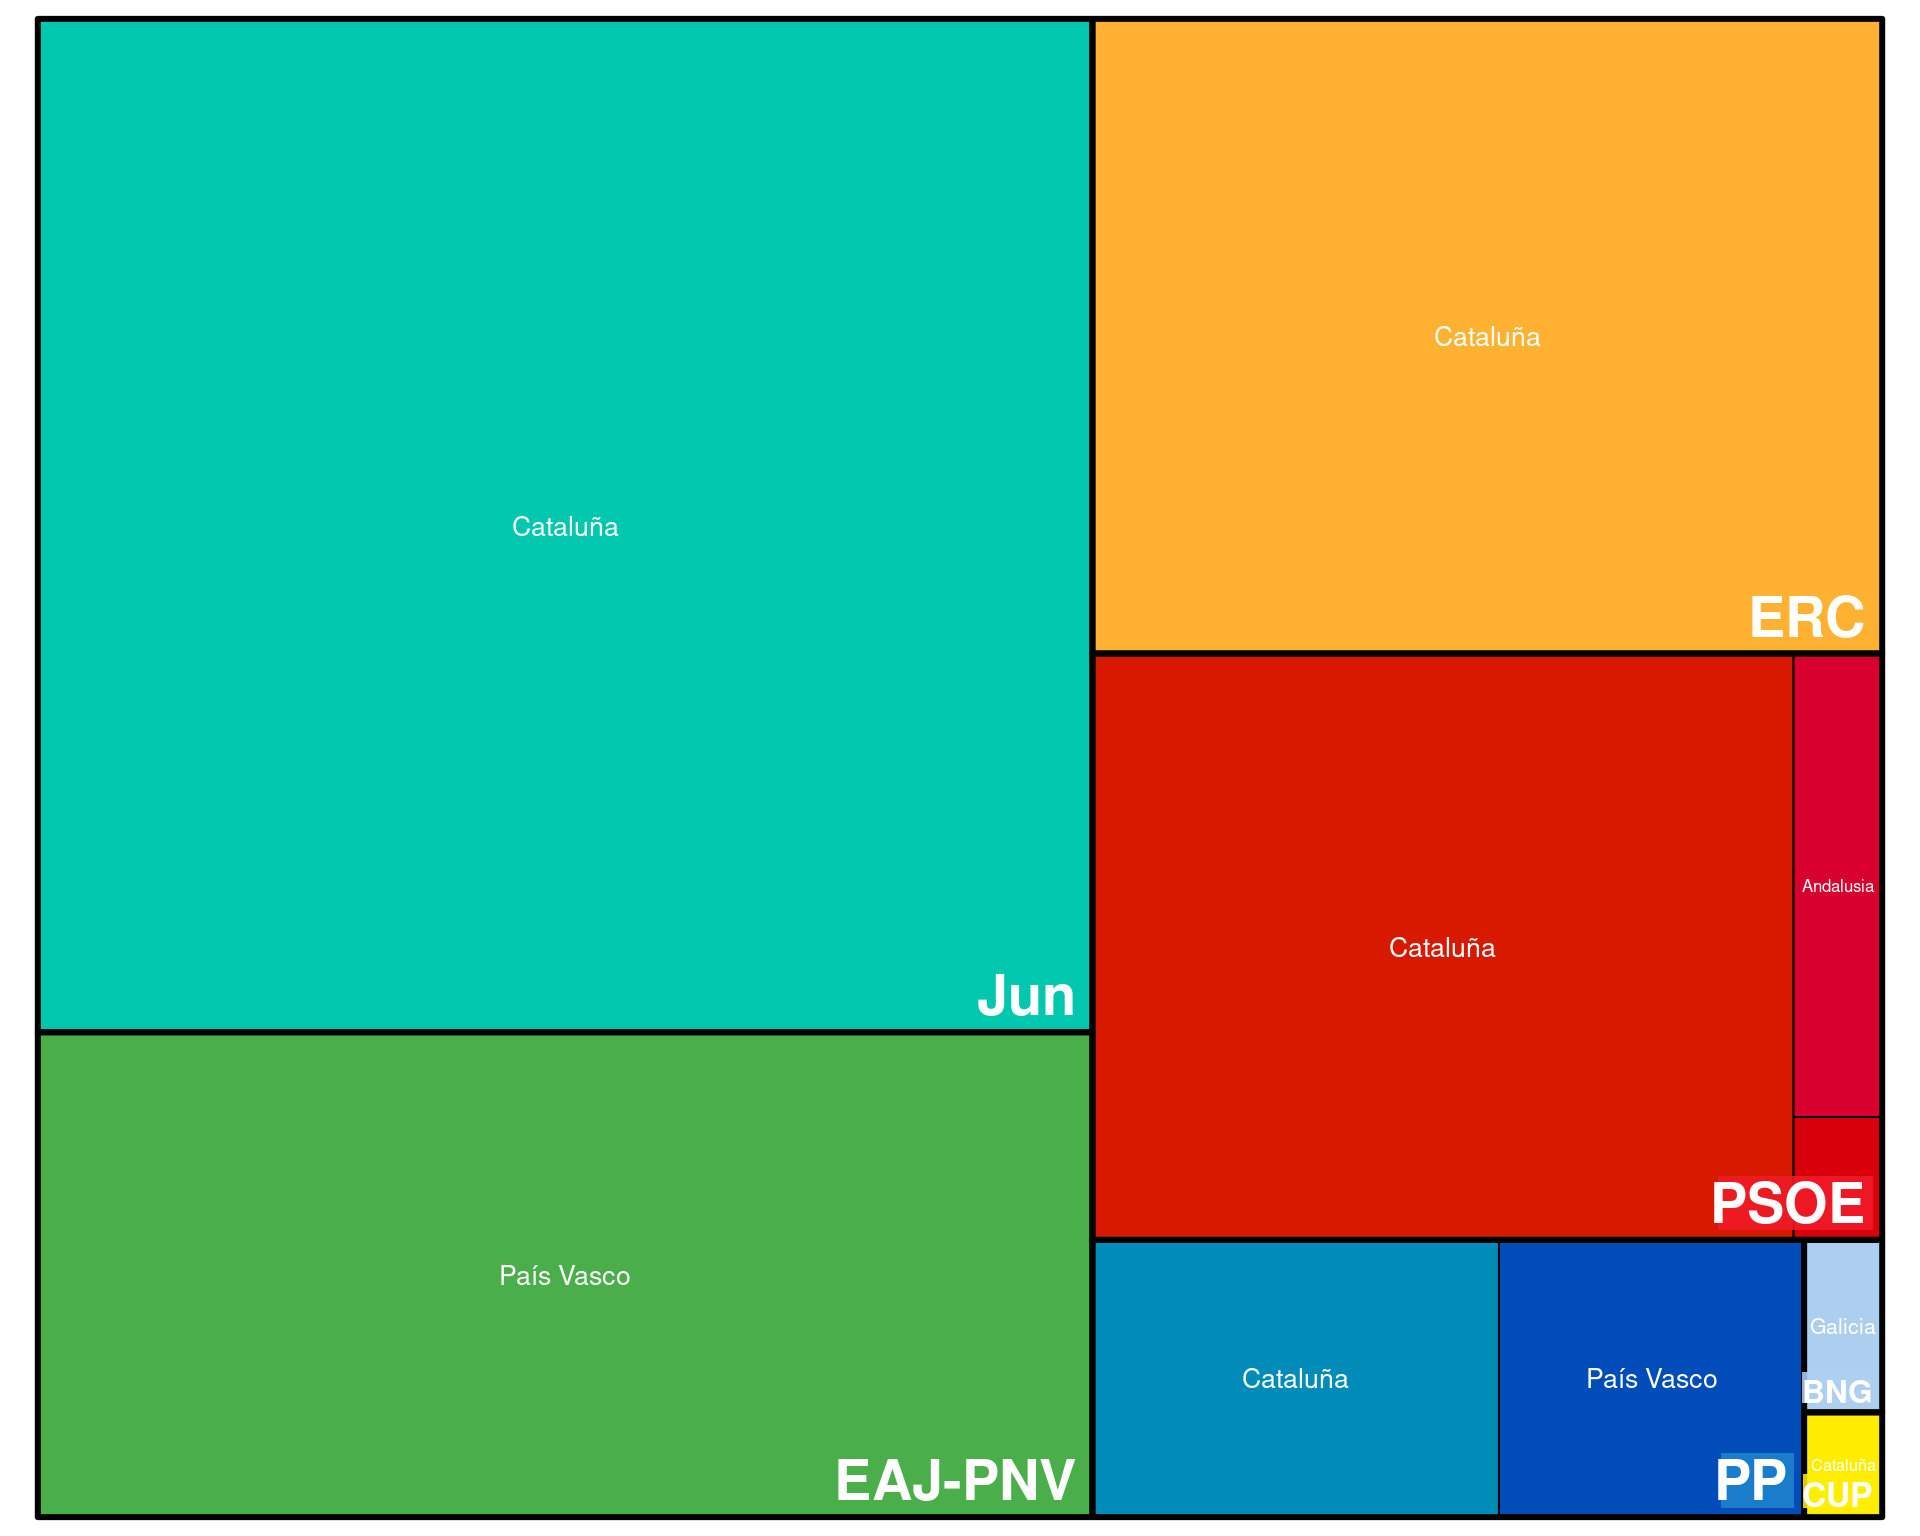 Cataluña
Jun
País Vasco
EAJ-PNV
Cataluña
ERC
Cataluña
Andalusia
PSOE
Cataluña
País Vasco
PP
Galicia
BNG
Cataluña
CUP